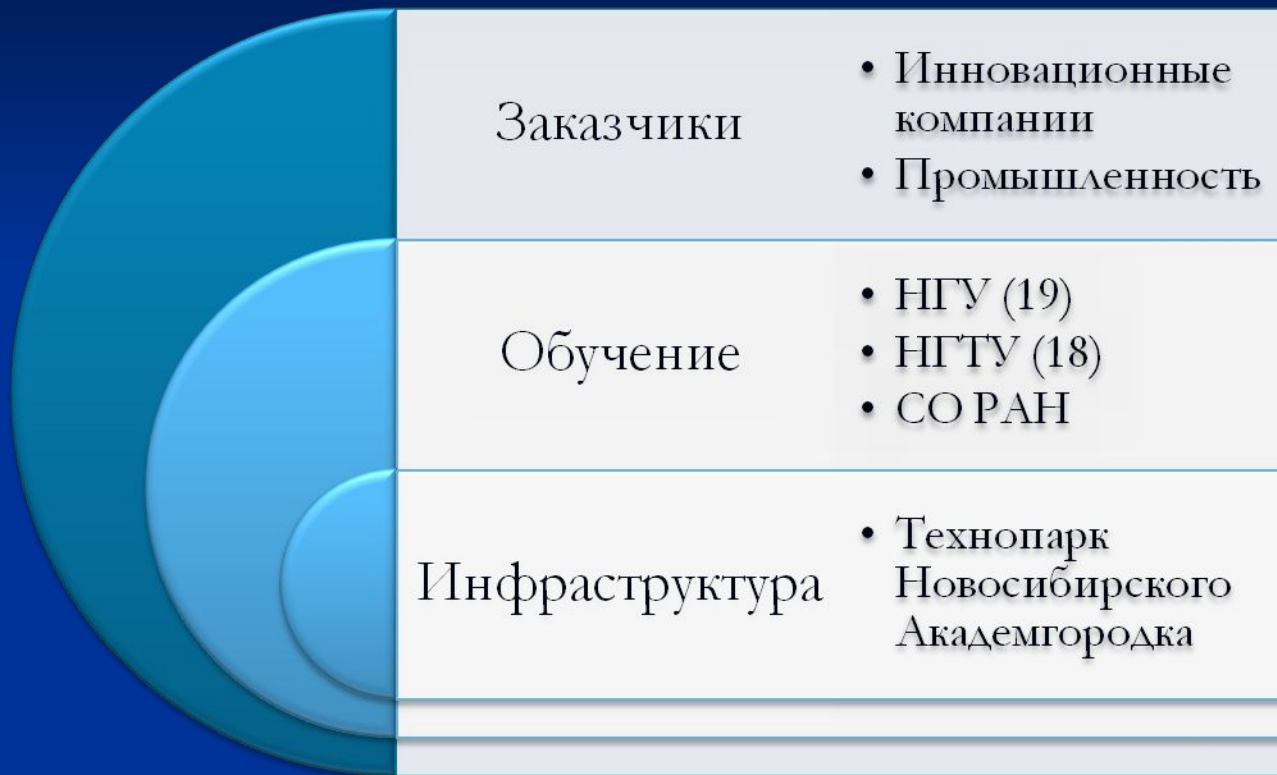 Заказчики
• Инновационные
компании
• Промышленность
Обучение
• НГУ (19)
• НГТУ (18)
• СО РАН
Инфраструктура
• Технопарк
Новосибирского
Академгородка